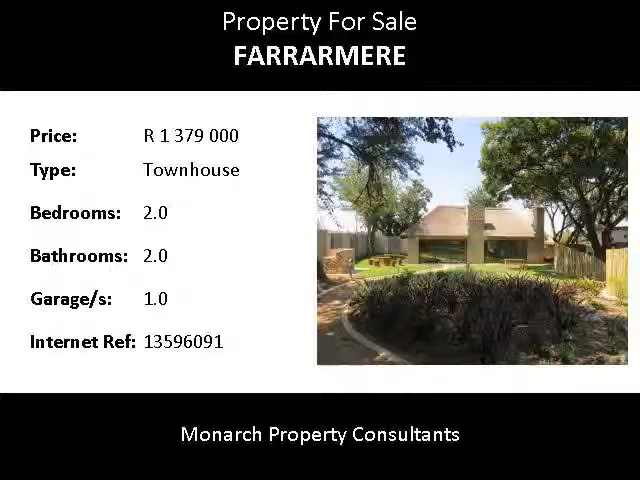 Property For Sale
FARRARMERE
Price: R 1 379 000
Type: Townhouse
Bedrooms: 2.0
Bathrooms: 2.0
Garage/s: 1.0
Internet Ref: 13596091
Monarch Property Consultants